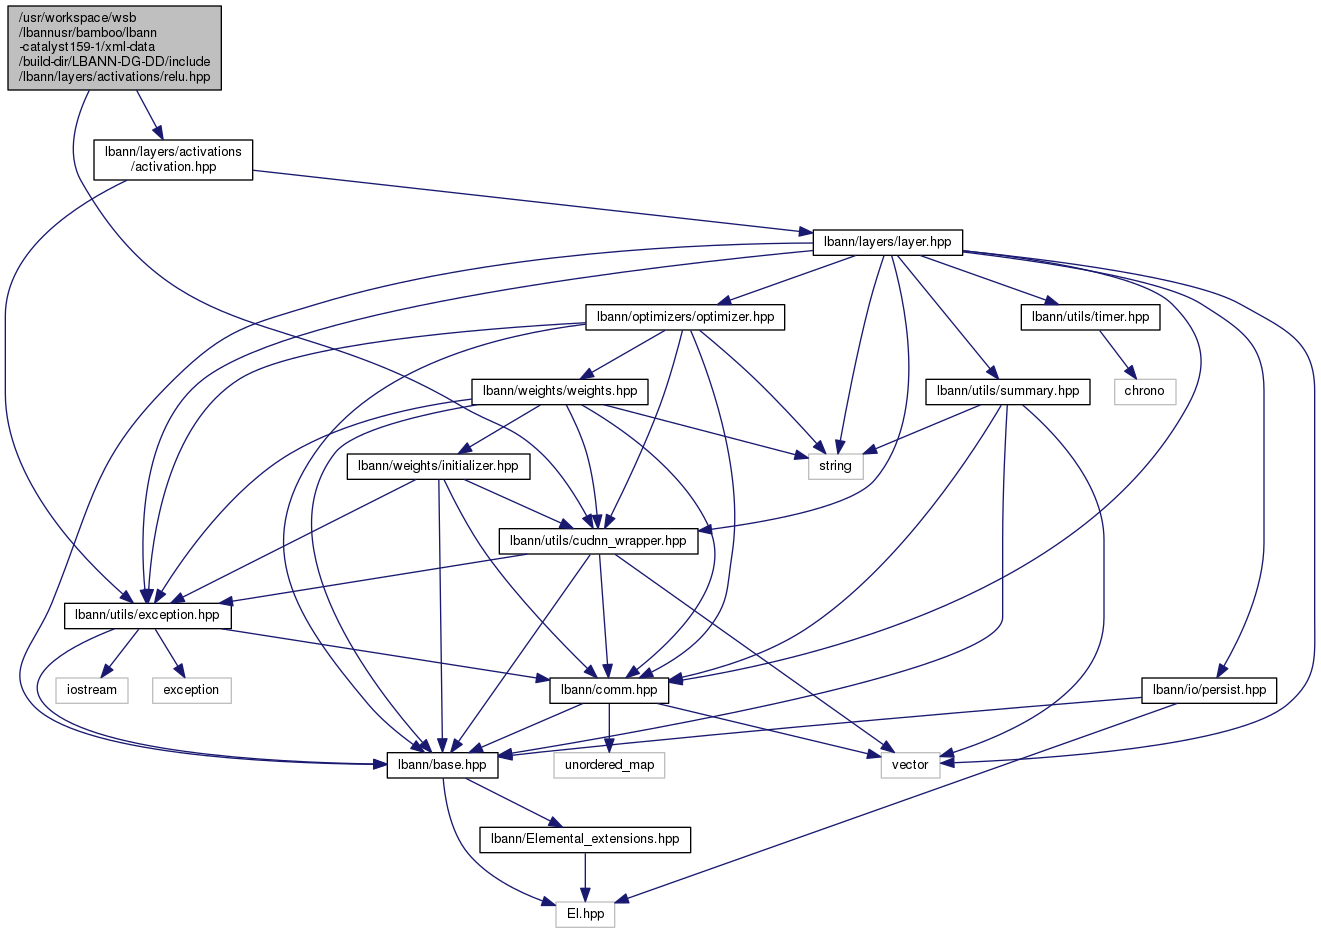 /usr/workspace/wsb
/lbannusr/bamboo/lbann
-catalyst159-1/xml-data
/build-dir/LBANN-DG-DD/include
/lbann/layers/activations/relu.hpp
lbann/layers/activations
/activation.hpp
lbann/layers/layer.hpp
lbann/optimizers/optimizer.hpp
lbann/utils/timer.hpp
lbann/weights/weights.hpp
lbann/utils/summary.hpp
chrono
lbann/weights/initializer.hpp
string
lbann/utils/cudnn_wrapper.hpp
lbann/utils/exception.hpp
iostream
exception
lbann/comm.hpp
lbann/io/persist.hpp
lbann/base.hpp
unordered_map
vector
lbann/Elemental_extensions.hpp
El.hpp